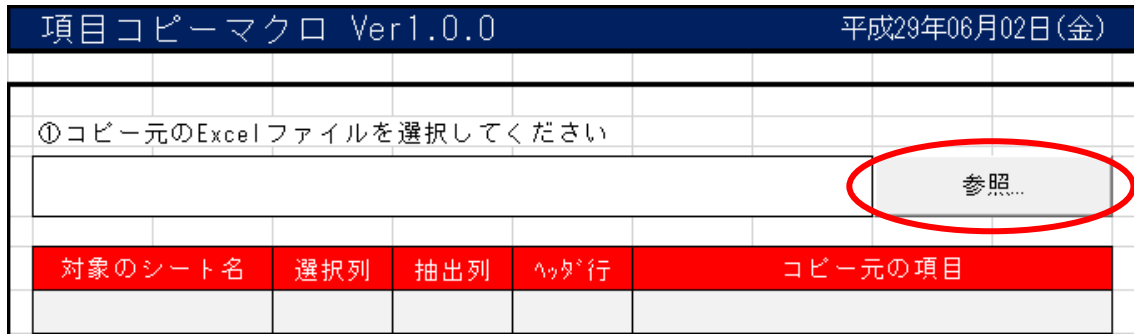 項目コピーマクロ Ver1.0.0 平成29年06月02日(金)
①コピー元のExcelファイルを選択してください
参照...
対象のシート名 選択列 抽出列 ﾍｯﾀﾞ行 コピー元の項目